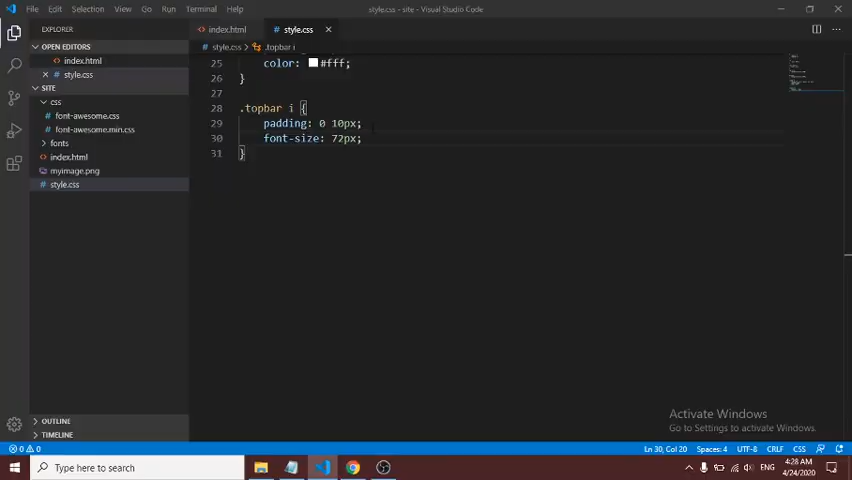 File Edit Selection View Go Run Terminal Help
style.css - site - Visual Studio Code
EXPLORER
index.html
style.css
OPEN EDITORS
style.css > .topbar i
index.html
style.css
SITE
css
font-awesome.css
font-awesome.min.css
fonts
index.html
myimage.png
style.css
25 color: #fff;
26 }
27
28 .topbar i {
29 padding: 0 10px;
30 font-size: 72px;
31 }
Activate Windows
Go to Settings to activate Windows.
OUTLINE
TIMELINE
0 0
Ln 30, Col 20 Spaces: 4 UTF-8 CRLF CSS
Type here to search
ENG
4:28 AM
4/24/2020